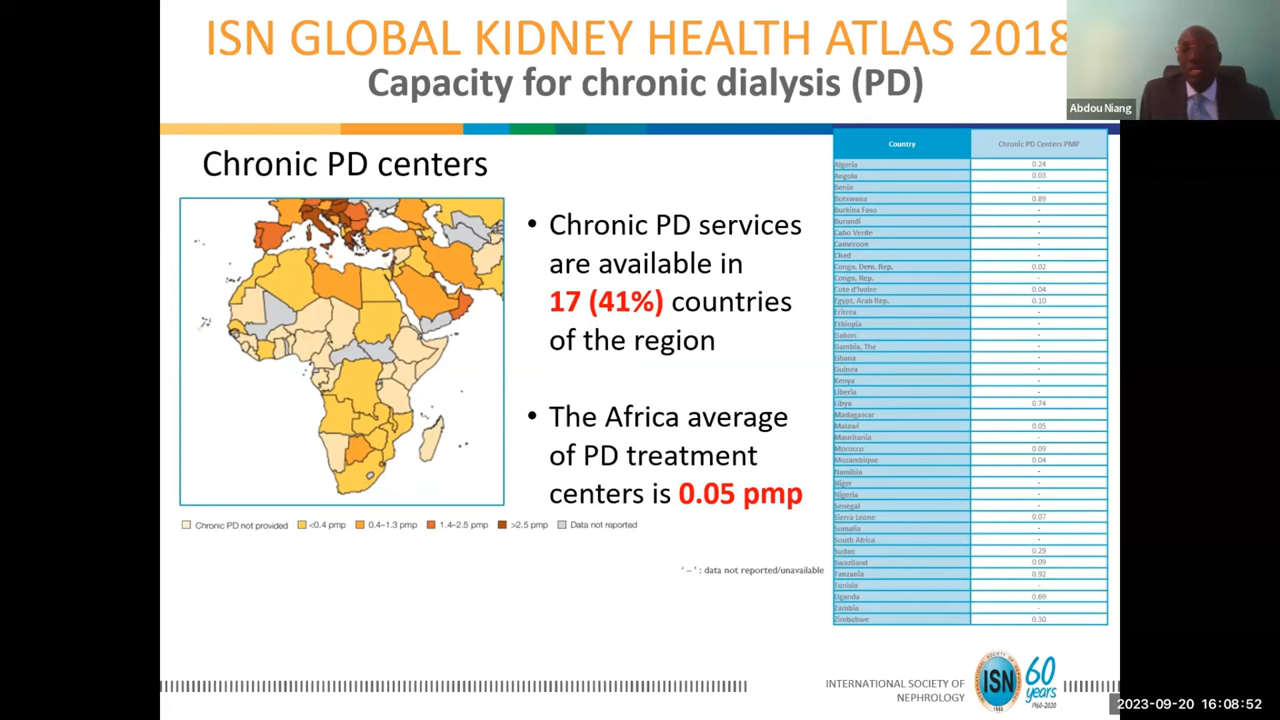 ISN GLOBAL KIDNEY HEALTH ATLAS 2018
Capacity for chronic dialysis (PD)
Abdou Niang
Chronic PD centers
• Chronic PD services
are available in
17 (41%) countries
of the region
• The Africa average
of PD treatment
centers is 0.05 pmp
Chronic PD not provided <0.4 pmp 0.4–1.3 pmp 1.4–2.5 pmp >2.5 pmp Data not reported
‘ – ’ : data not reported/unavailable
Country Chronic PD Centers PMP
Algeria 0.24
Angola 0.03
Benin -
Botswana 0.89
Burkina Faso -
Burundi -
Cabo Verde -
Cameroon -
Chad -
Congo, Dem. Rep. 0.02
Congo, Rep. -
Cote d'Ivoire 0.04
Egypt, Arab Rep. 0.10
Eritrea -
Ethiopia -
Gabon -
Gambia, The -
Ghana -
Guinea -
Kenya -
Liberia -
Libya 0.74
Madagascar
Malawi 0.05
Mauritania -
Morocco 0.09
Mozambique 0.04
Namibia -
Niger -
Nigeria -
Senegal -
Sierra Leone 0.07
Somalia -
South Africa -
Sudan 0.29
Swaziland 0.09
Tanzania 0.92
Tunisia -
Uganda 0.69
Zambia -
Zimbabwe 0.30
INTERNATIONAL SOCIETY OF
NEPHROLOGY
ISN
60
years
1960-2020
2023-09-20 16:08:52